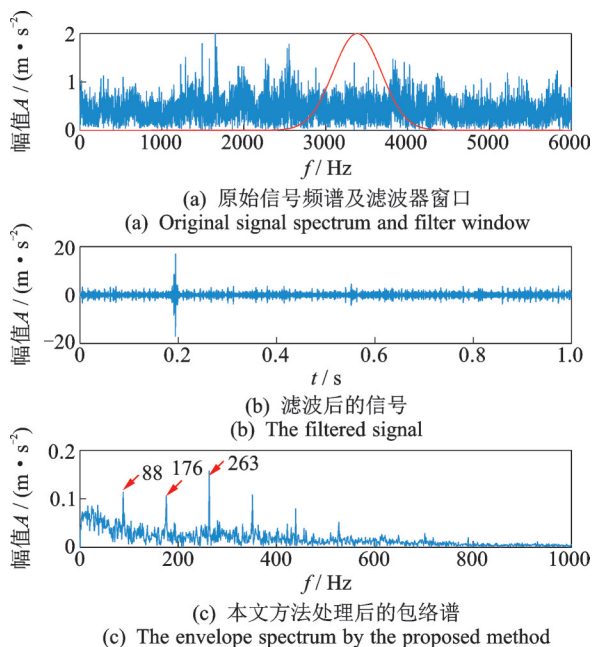 幅值A / (m · s⁻²)
2
1
0
0 1000 2000 3000 4000 5000 6000
f / Hz
(a) 原始信号频谱及滤波器窗口
(a) Original signal spectrum and filter window
幅值A / (m · s⁻²)
20
0
−20
0 0.2 0.4 0.6 0.8 1.0
t / s
(b) 滤波后的信号
(b) The filtered signal
幅值A / (m · s⁻²)
0.2
0.1
0
88 176 263
0 200 400 600 800 1000
f / Hz
(c) 本文方法处理后的包络谱
(c) The envelope spectrum by the proposed method